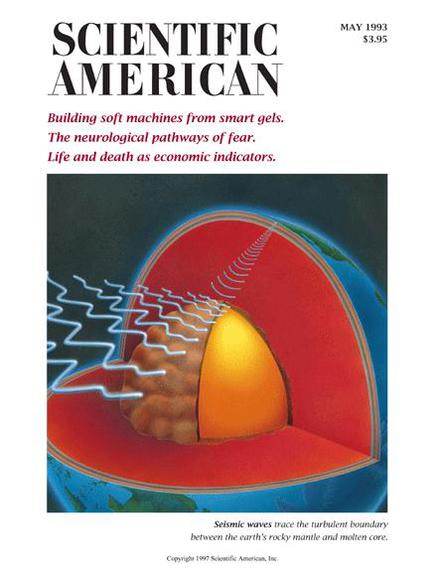 SCIENTIFIC
AMERICAN
MAY 1993
$3.95
Building soft machines from smart gels.
The neurological pathways of fear.
Life and death as economic indicators.
Seismic waves trace the turbulent boundary
between the earth's rocky mantle and molten core.
Copyright 1997 Scientific American, Inc.